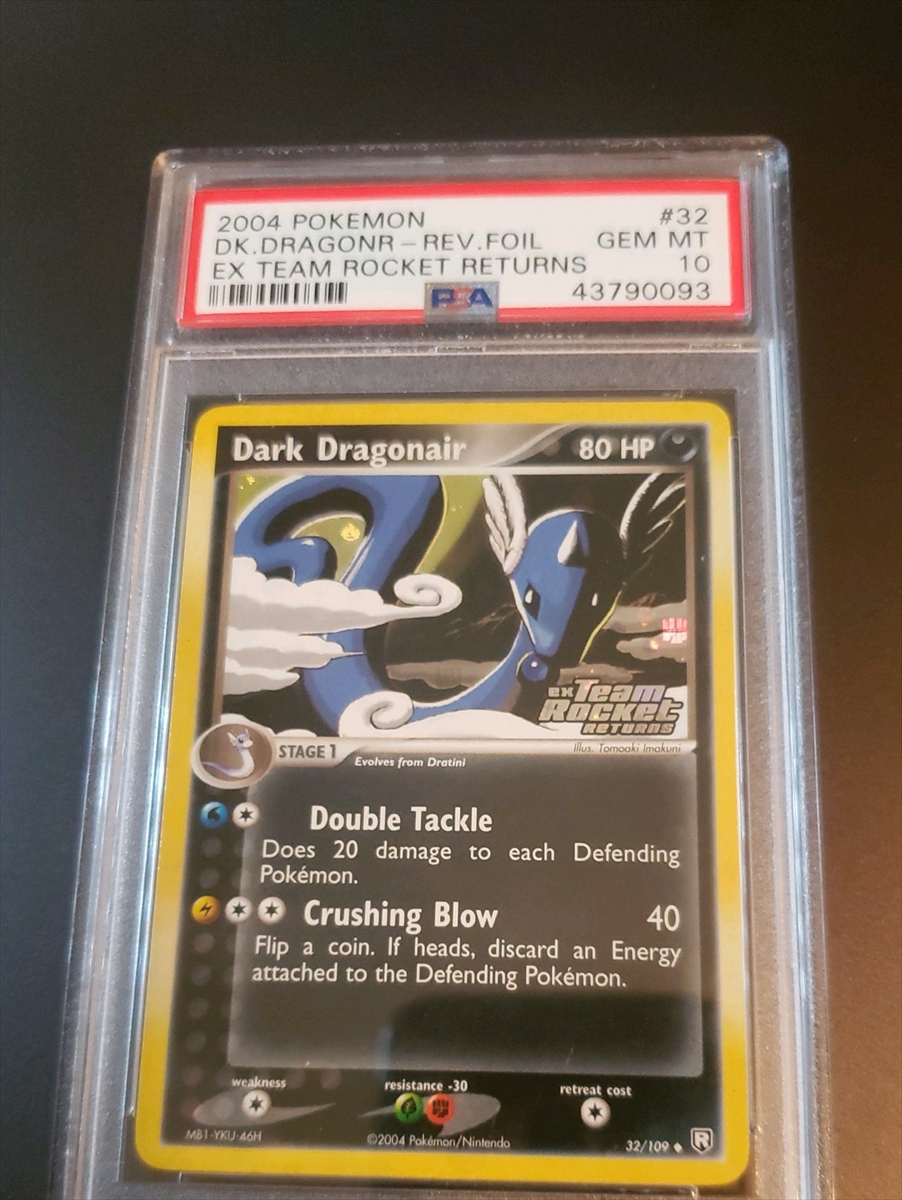 2004 POKEMON #32
DK.DRAGONR - REV.FOIL GEM MT
EX TEAM ROCKET RETURNS 10
PSA 43790093
Dark Dragonair 80 HP
ex Team
Rocket
RETURNS
STAGE 1
Illus. Tomoaki Imakuni
Evolves from Dratini
Double Tackle
Does 20 damage to each Defending
Pokémon.
Crushing Blow 40
Flip a coin. If heads, discard an Energy
attached to the Defending Pokémon.
weakness resistance -30 retreat cost
MB1-YKU-46H ©2004 Pokémon/Nintendo 32/109 ◆ R